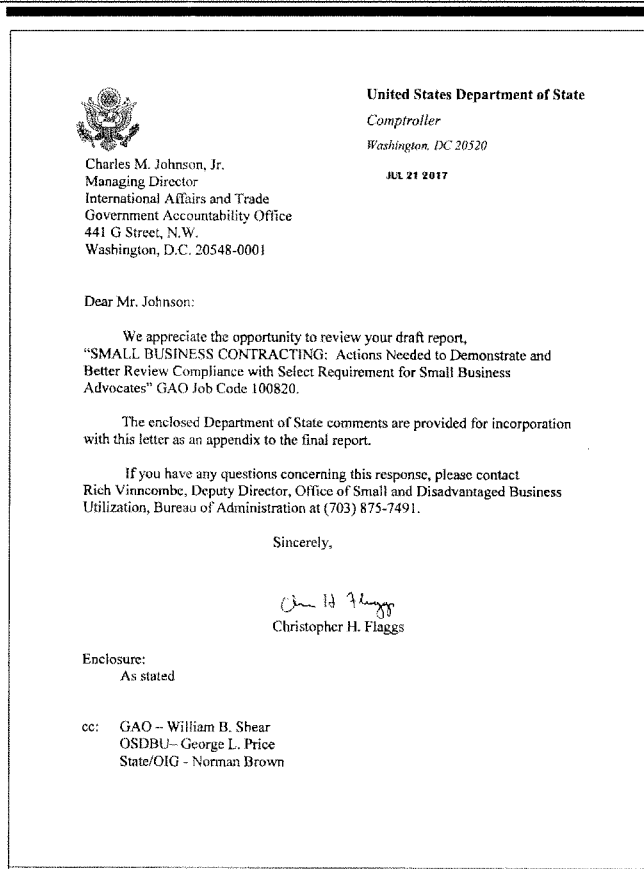 United States Department of State
Comptroller
Washington, DC 20520
JUL 21 2017
Charles M. Johnson, Jr.
Managing Director
International Affairs and Trade
Government Accountability Office
441 G Street, N.W.
Washington, D.C. 20548-0001
Dear Mr. Johnson:
We appreciate the opportunity to review your draft report,
“SMALL BUSINESS CONTRACTING: Actions Needed to Demonstrate and
Better Review Compliance with Select Requirement for Small Business
Advocates” GAO Job Code 100820.
The enclosed Department of State comments are provided for incorporation
with this letter as an appendix to the final report.
If you have any questions concerning this response, please contact
Rich Vinncombe, Deputy Director, Office of Small and Disadvantaged Business
Utilization, Bureau of Administration at (703) 875-7491.
Sincerely,
Christopher H. Flaggs
Enclosure:
As stated
cc: GAO – William B. Shear
OSDBU– George L. Price
State/OIG - Norman Brown